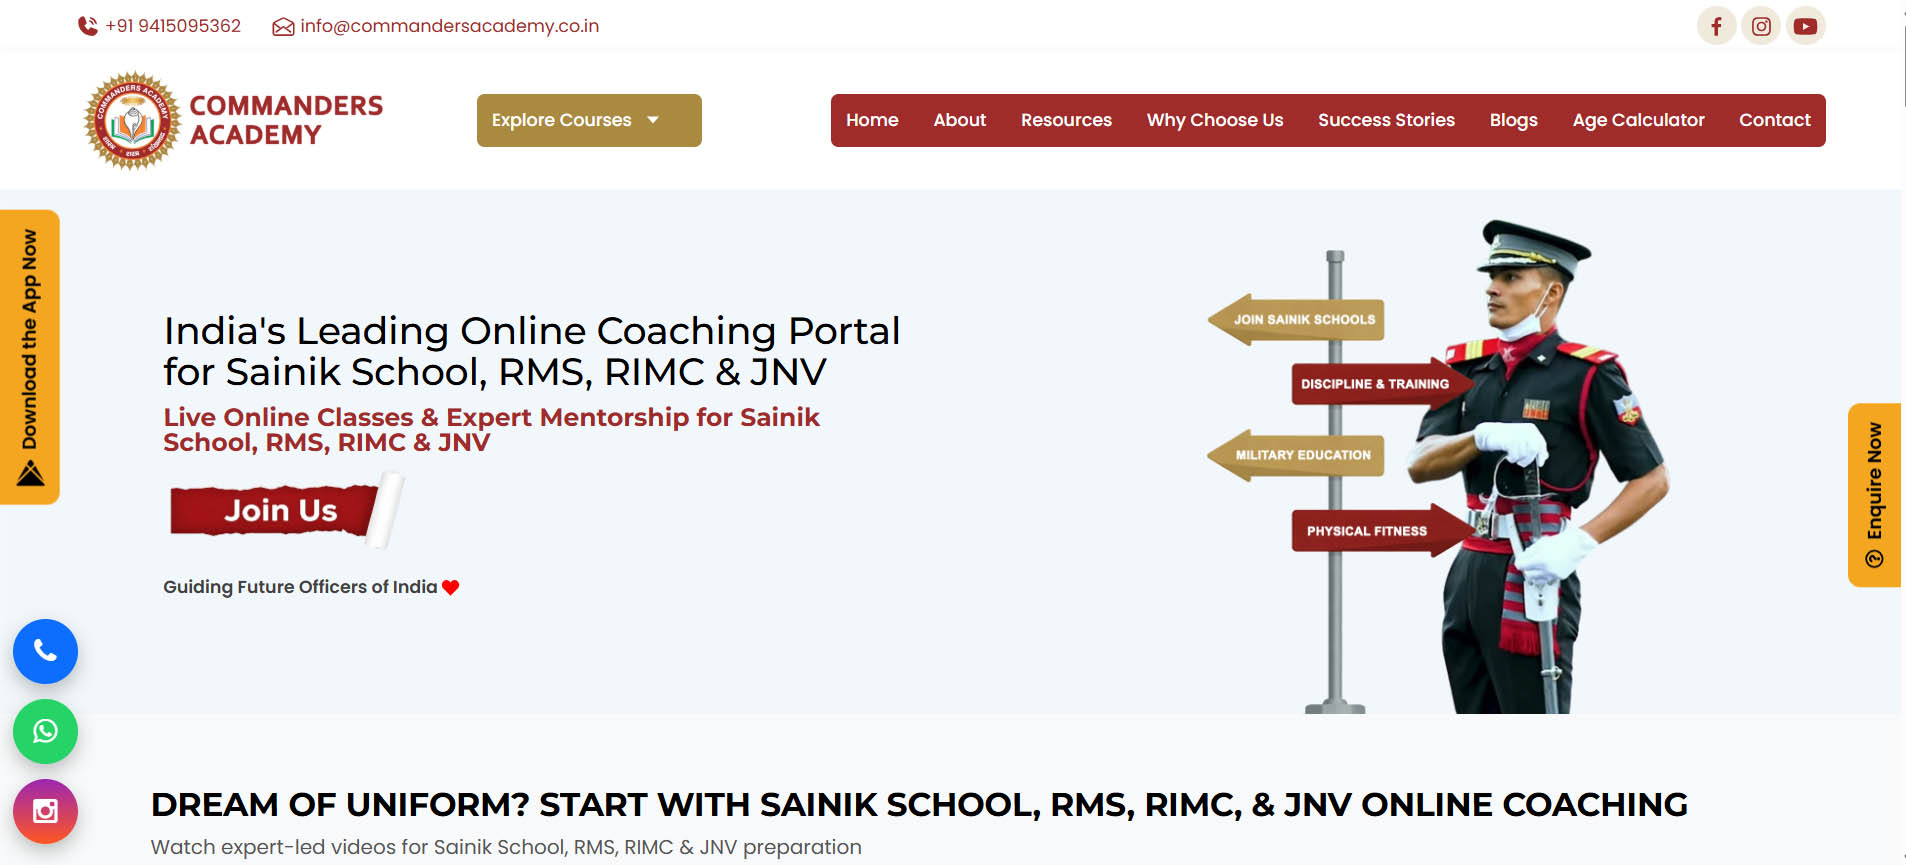 +91 9415095362
info@commandersacademy.co.in
COMMANDERS ACADEMY
COMMANDERS
ACADEMY
Explore Courses
Home
About
Resources
Why Choose Us
Success Stories
Blogs
Age Calculator
Contact
Download the App Now
India's Leading Online Coaching Portal
for Sainik School, RMS, RIMC & JNV
Live Online Classes & Expert Mentorship for Sainik
School, RMS, RIMC & JNV
Join Us
Guiding Future Officers of India
JOIN SAINIK SCHOOLS
DISCIPLINE & TRAINING
MILITARY EDUCATION
PHYSICAL FITNESS
Enquire Now
DREAM OF UNIFORM? START WITH SAINIK SCHOOL, RMS, RIMC, & JNV ONLINE COACHING
Watch expert-led videos for Sainik School, RMS, RIMC & JNV preparation